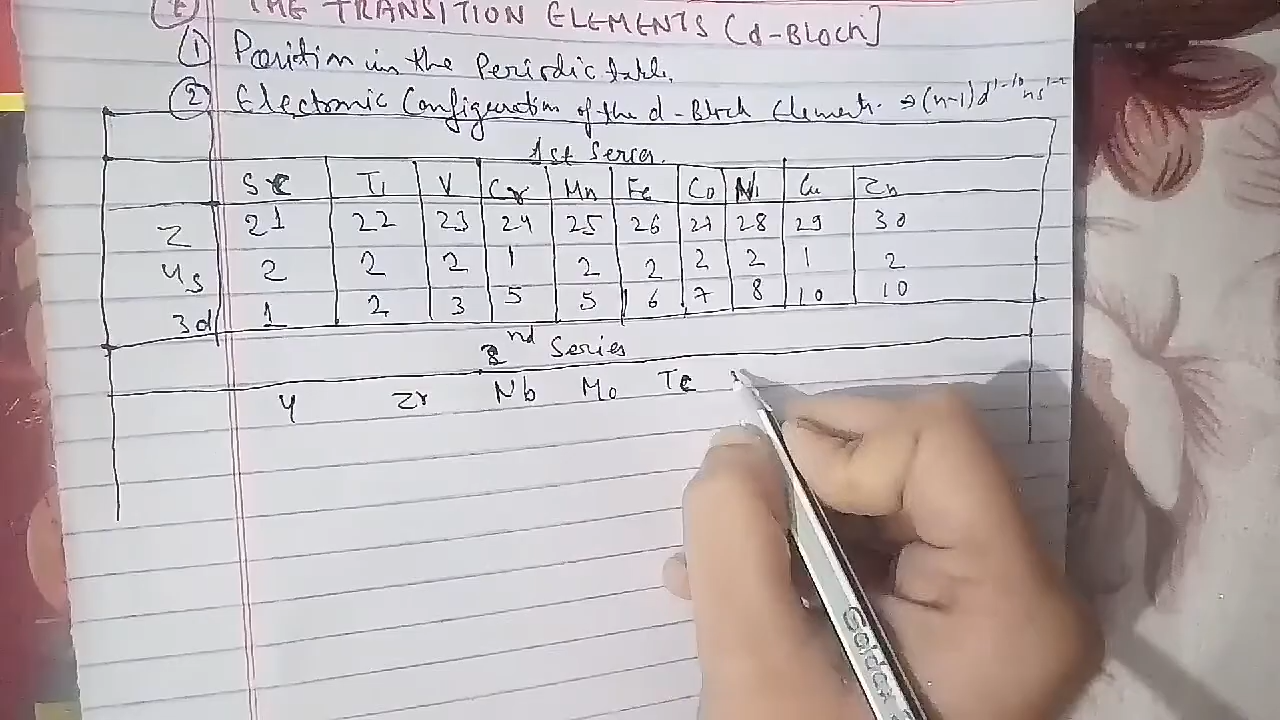 THE TRANSITION ELEMENTS (d-BLOCK]
① Position in the Periodic table.
② Electronic Configuration of the d-Block Elements. ⇒ (n-1)d¹⁻¹⁰ns¹⁻²
1st Series.
Sc Ti V Cr Mn Fe Co Ni Cu Zn
Z 21 22 23 24 25 26 27 28 29 30
4s 2 2 2 1 2 2 2 2 1 2
3d 1 2 3 5 5 6 7 8 10 10
2nd Series
Y Zr Nb Mo Tc